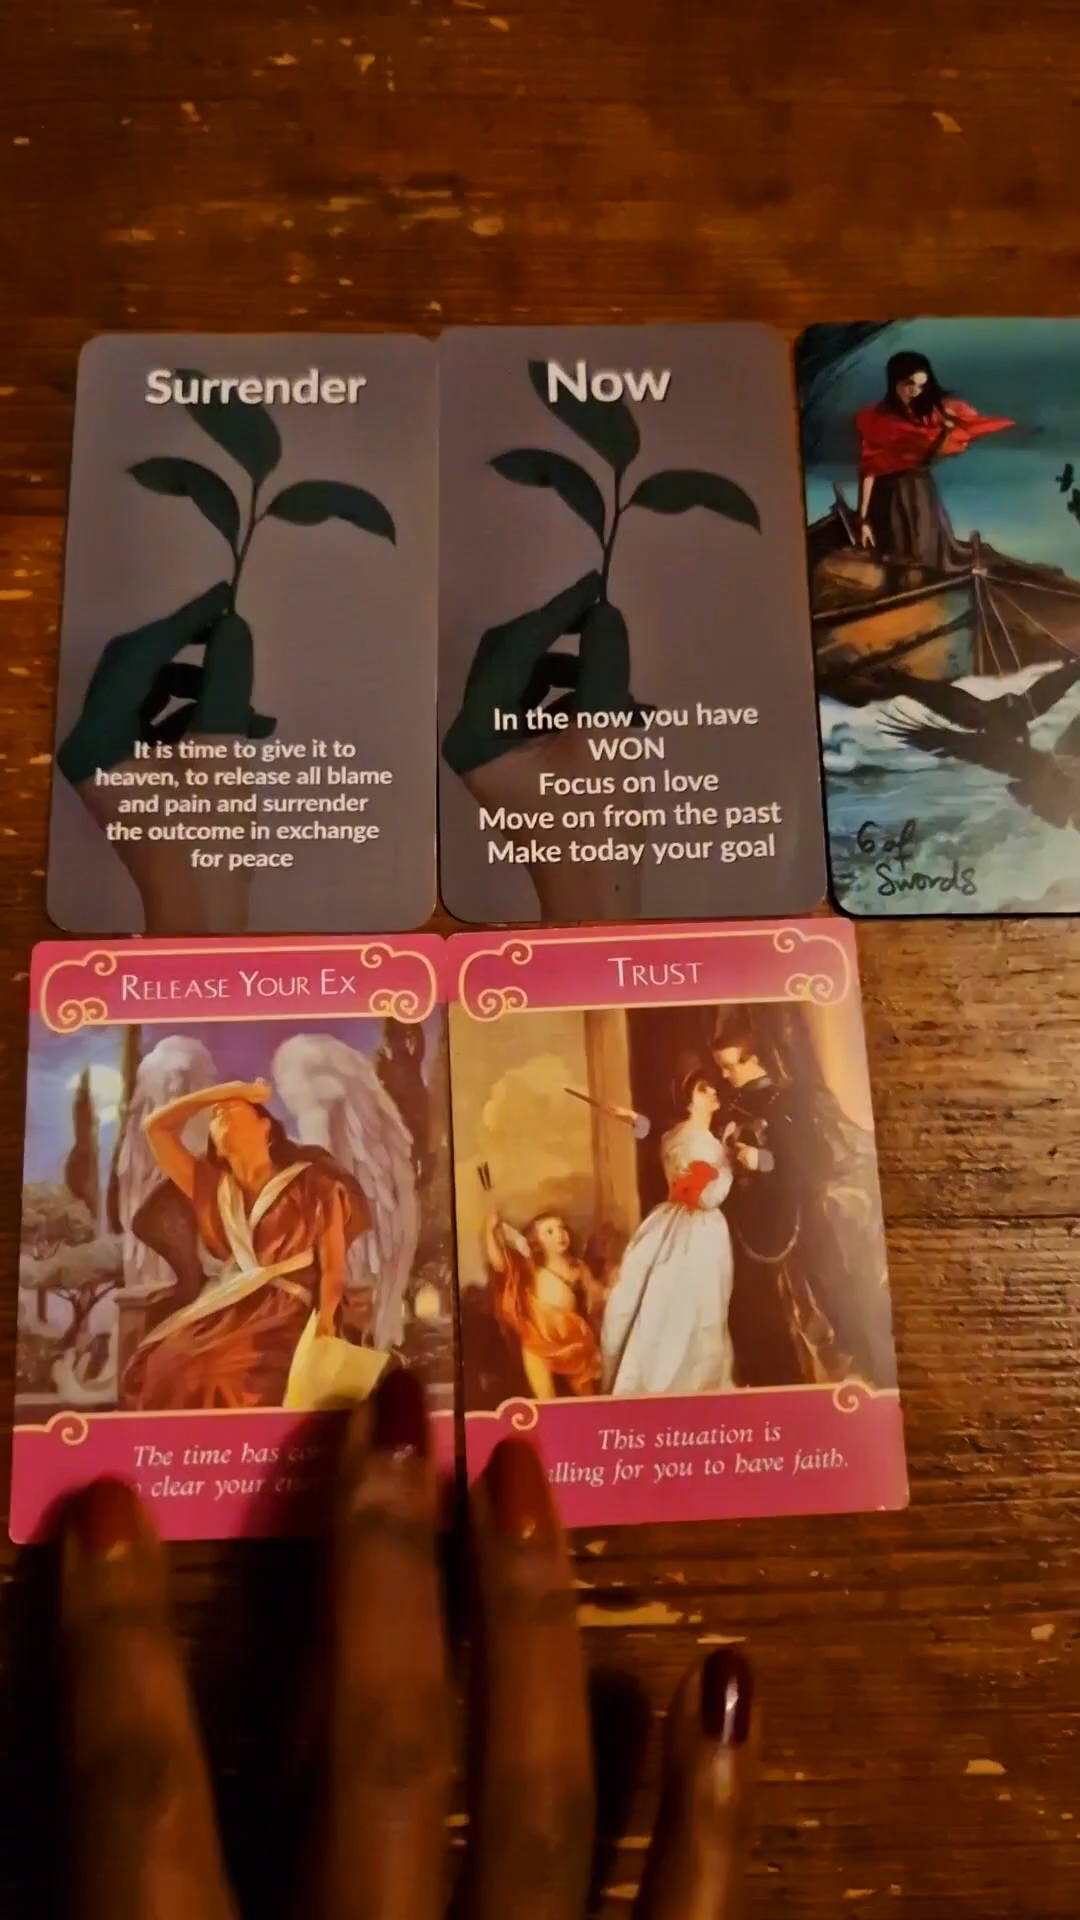 Surrender
It is time to give it to
heaven, to release all blame
and pain and surrender
the outcome in exchange
for peace
Now
In the now you have
WON
Focus on love
Move on from the past
Make today your goal
6 of
Swords
RELEASE YOUR EX
The time has
clear your
TRUST
This situation is
for you to have faith.